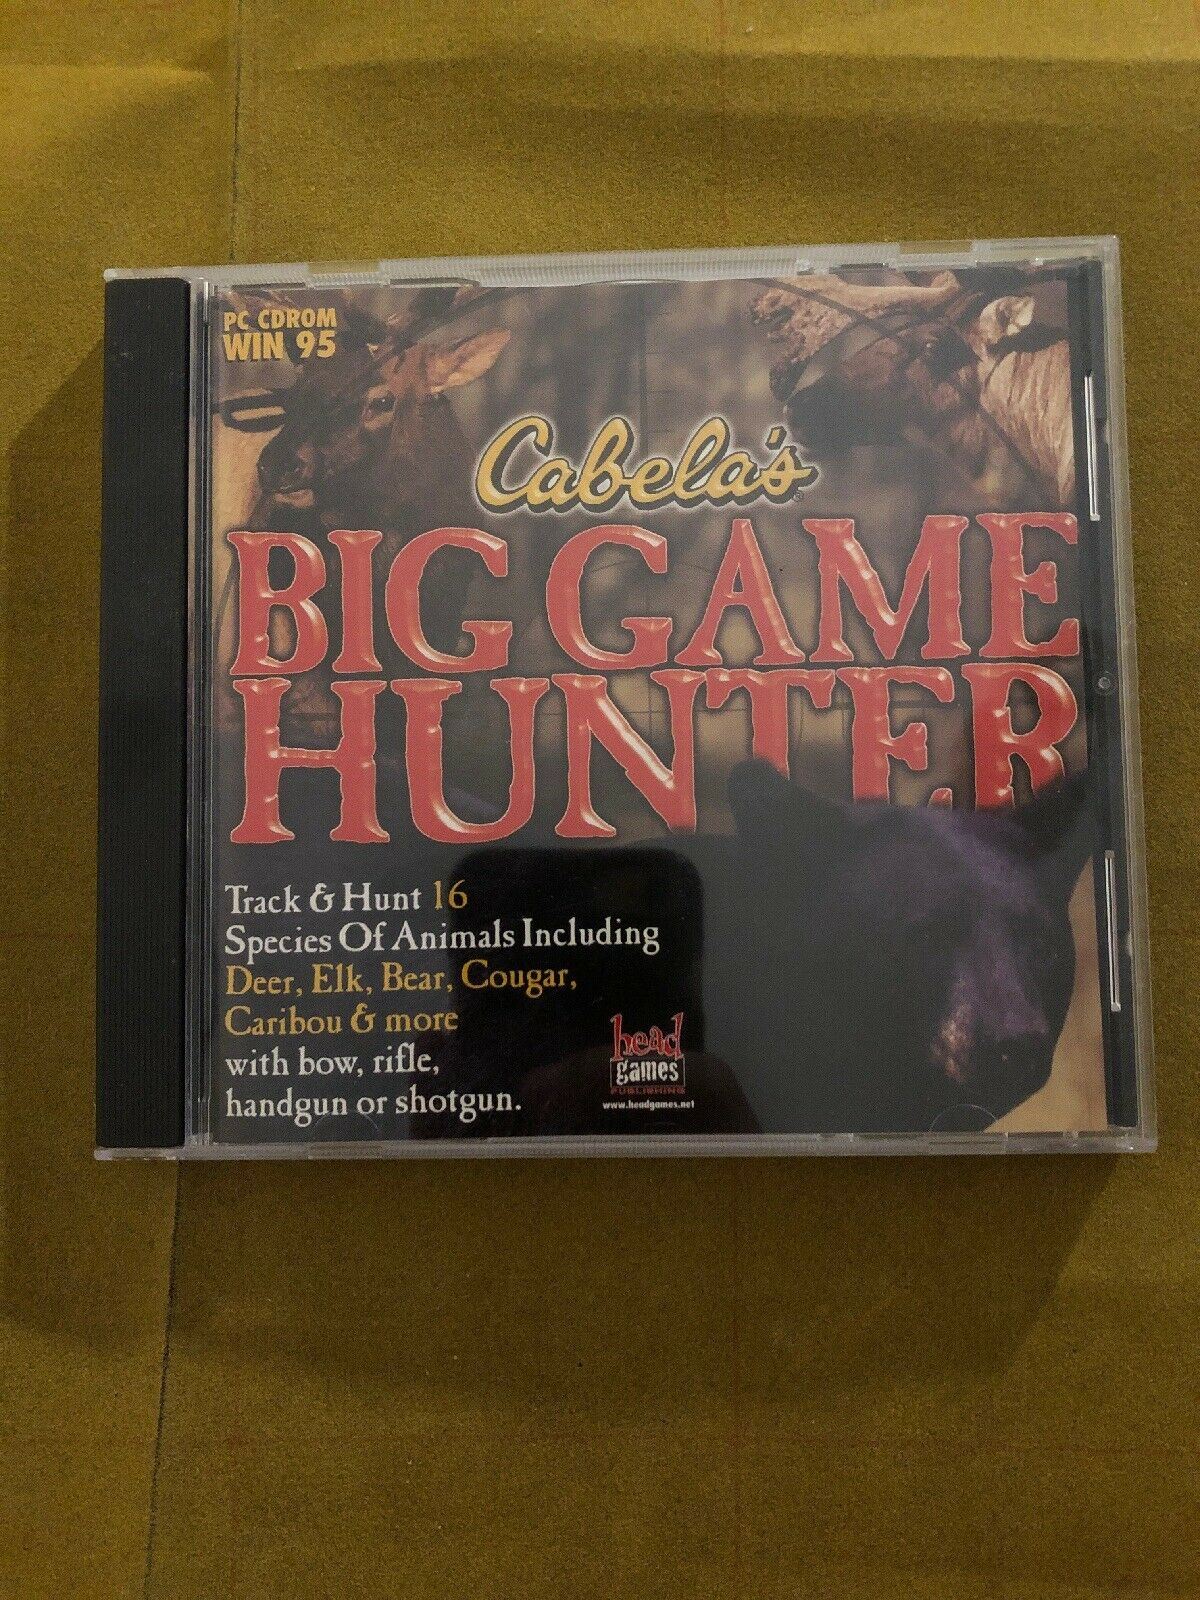 PC CDROM
WIN 95
Cabela's®
BIG GAME
HUNTER
Track & Hunt 16
Species Of Animals Including
Deer, Elk, Bear, Cougar,
Caribou & more
with bow, rifle,
handgun or shotgun.
head
games
PUBLISHING
www.headgames.net